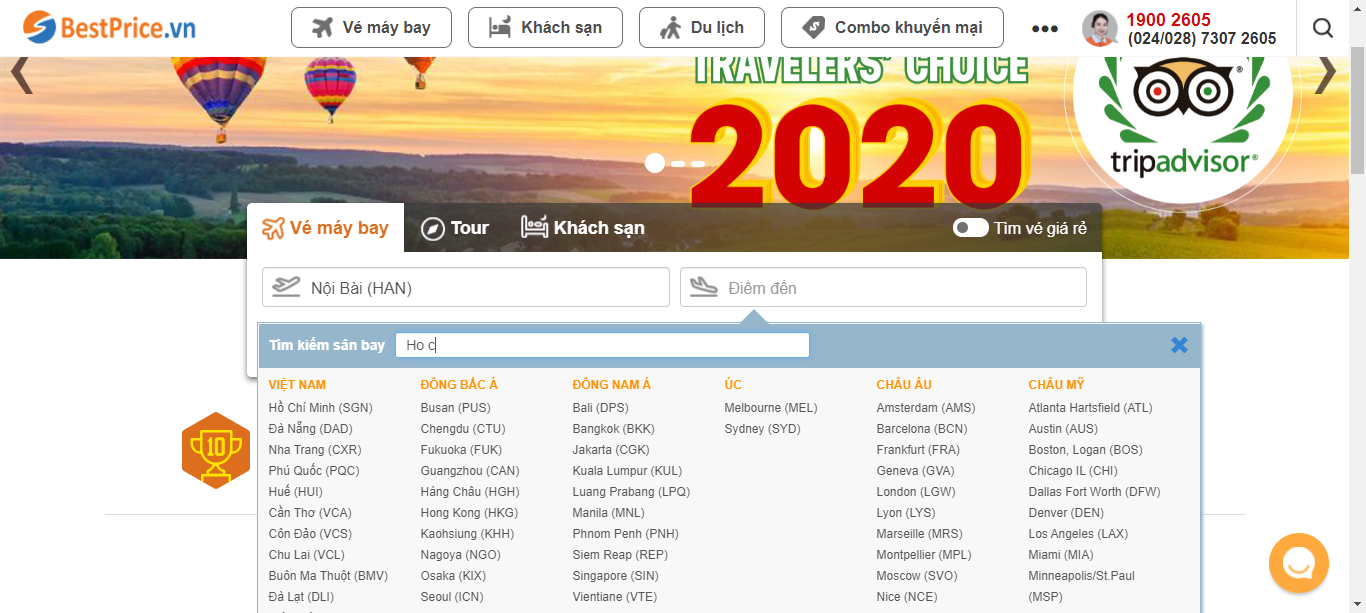 BestPrice.vn
Vé máy bay
Khách sạn
Du lịch
Combo khuyến mại
1900 2605
(024/028) 7307 2605
TRAVELERS' CHOICE
2020
tripadvisor®
Vé máy bay
Tour
Khách sạn
Tìm vé giá rẻ
Nội Bài (HAN)
Điểm đến
Tìm kiếm sân bay
Ho c
VIỆT NAM
Hồ Chí Minh (SGN)
Đà Nẵng (DAD)
Nha Trang (CXR)
Phú Quốc (PQC)
Huế (HUI)
Cần Thơ (VCA)
Côn Đảo (VCS)
Chu Lai (VCL)
Buôn Ma Thuột (BMV)
Đà Lạt (DLI)
ĐÔNG BẮC Á
Busan (PUS)
Chengdu (CTU)
Fukuoka (FUK)
Guangzhou (CAN)
Hàng Châu (HGH)
Hong Kong (HKG)
Kaohsiung (KHH)
Nagoya (NGO)
Osaka (KIX)
Seoul (ICN)
ĐÔNG NAM Á
Bali (DPS)
Bangkok (BKK)
Jakarta (CGK)
Kuala Lumpur (KUL)
Luang Prabang (LPQ)
Manila (MNL)
Phnom Penh (PNH)
Siem Reap (REP)
Singapore (SIN)
Vientiane (VTE)
ÚC
Melbourne (MEL)
Sydney (SYD)
CHÂU ÂU
Amsterdam (AMS)
Barcelona (BCN)
Frankfurt (FRA)
Geneva (GVA)
London (LGW)
Lyon (LYS)
Marseille (MRS)
Montpellier (MPL)
Moscow (SVO)
Nice (NCE)
CHÂU MỸ
Atlanta Hartsfield (ATL)
Austin (AUS)
Boston, Logan (BOS)
Chicago IL (CHI)
Dallas Fort Worth (DFW)
Denver (DEN)
Los Angeles (LAX)
Miami (MIA)
Minneapolis/St.Paul
(MSP)
10